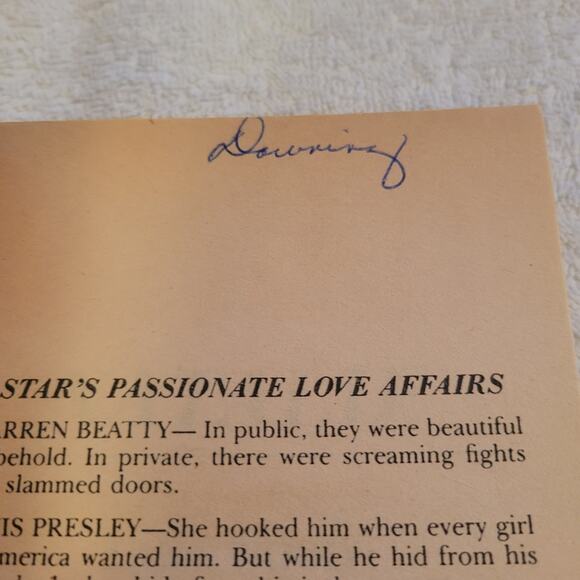 Downing
STAR'S PASSIONATE LOVE AFFAIRS
ARREN BEATTY— In public, they were beautiful
behold. In private, there were screaming fights
slammed doors.
IS PRESLEY—She hooked him when every girl
merica wanted him. But while he hid from his